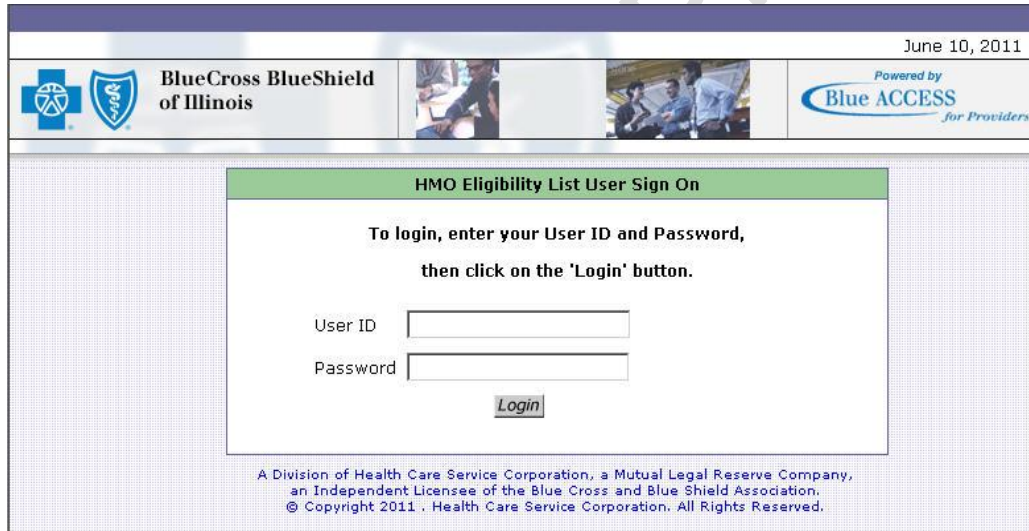 June 10, 2011
BlueCross BlueShield
of Illinois
Powered by
Blue ACCESS
for Providers
HMO Eligibility List User Sign On
To login, enter your User ID and Password,
then click on the 'Login' button.
User ID
Password
Login
A Division of Health Care Service Corporation, a Mutual Legal Reserve Company,
an Independent Licensee of the Blue Cross and Blue Shield Association.
© Copyright 2011 . Health Care Service Corporation. All Rights Reserved.